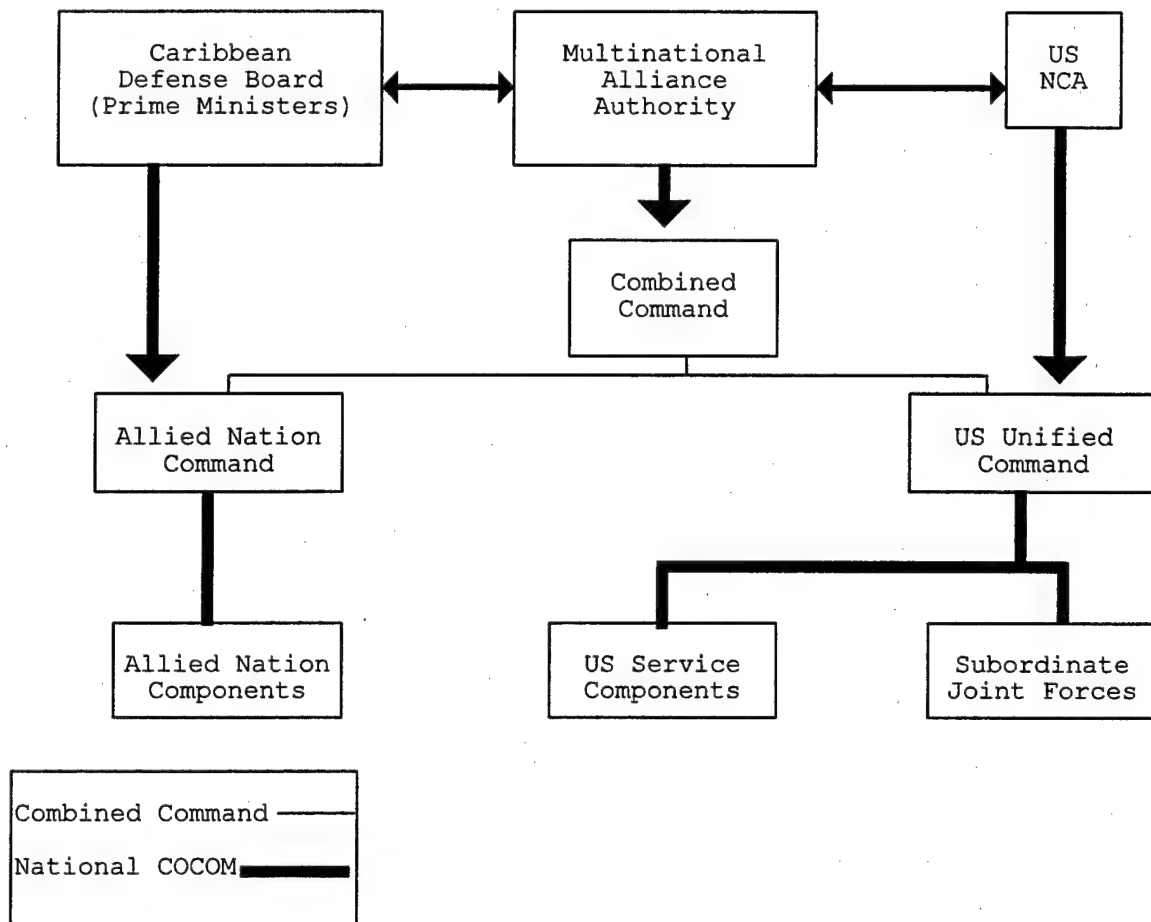 Caribbean
Defense Board
(Prime Ministers)
Multinational
Alliance
Authority
US
NCA
Combined
Command
Allied Nation
Command
US Unified
Command
Allied Nation
Components
US Service
Components
Subordinate
Joint Forces
Combined Command
National COCOM